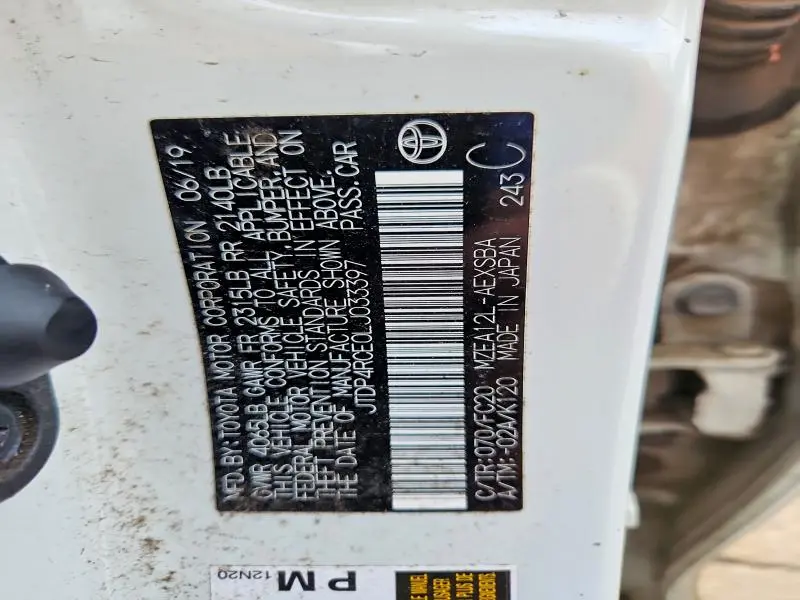 MFD.BY:TOYOTA MOTOR CORPORATION 06/19
GVWR 4065LB GAWR FR 2315LB RR 2140LB
THIS VEHICLE CONFORMS TO ALL APPLICABLE
FEDERAL MOTOR VEHICLE SAFETY,BUMPER,AND
THEFT PREVENTION STANDARDS IN EFFECT ON
THE DATE OF MANUFACTURE SHOWN ABOVE.
JTDP4RCE0LJ033397 PASS.CAR
C/TR:070/FC20 MZEA12L-AEXSBA 243 C
A/TM:-02A/K120 MADE IN JAPAN
PM
12N20
PLUS DE